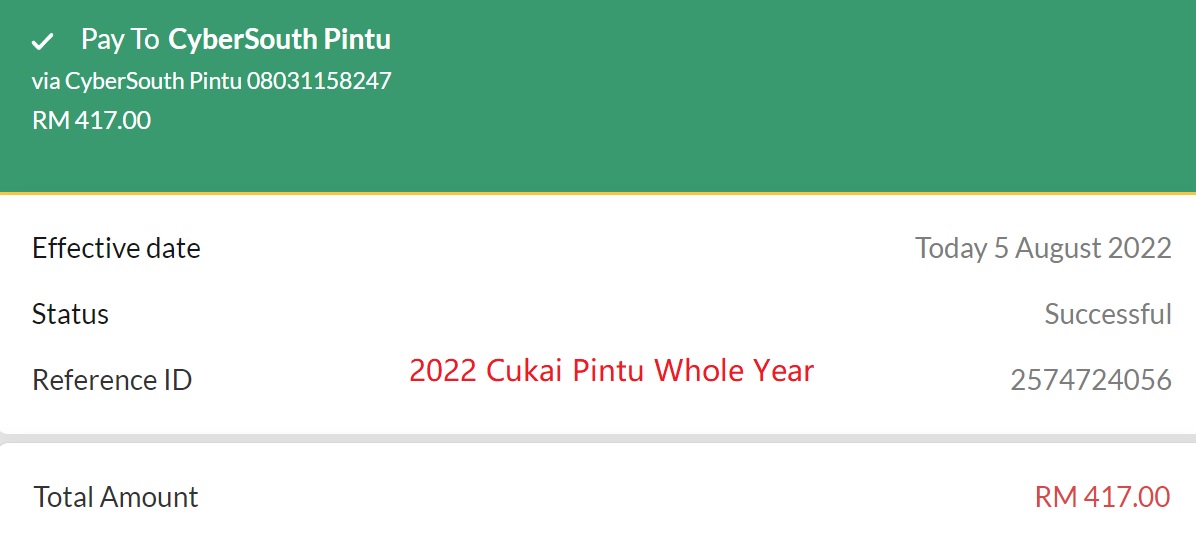 Pay To CyberSouth Pintu
via CyberSouth Pintu 08031158247
RM 417.00
Effective date Today 5 August 2022
Status Successful
2022 Cukai Pintu Whole Year
Reference ID 2574724056
Total Amount RM 417.00